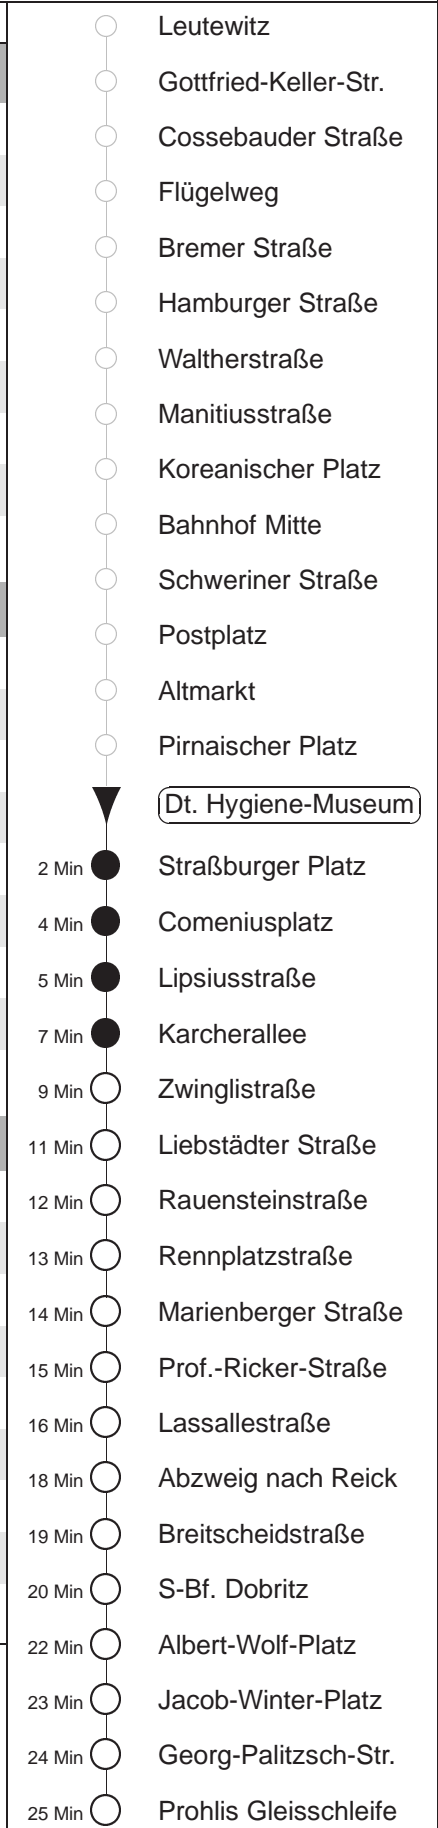 Leutewitz
Gottfried-Keller-Str.
Cossebauder Straße
Flügelweg
Bremer Straße
Hamburger Straße
Waltherstraße
Manitiusstraße
Koreanischer Platz
Bahnhof Mitte
Schweriner Straße
Postplatz
Altmarkt
Pirnaischer Platz
Dt. Hygiene-Museum
2 Min Straßburger Platz
4 Min Comeniusplatz
5 Min Lipsiusstraße
7 Min Karcherallee
9 Min Zwinglistraße
11 Min Liebstädter Straße
12 Min Rauensteinstraße
13 Min Rennplatzstraße
14 Min Marienberger Straße
15 Min Prof.-Ricker-Straße
16 Min Lassallestraße
18 Min Abzweig nach Reick
19 Min Breitscheidstraße
20 Min S-Bf. Dobritz
22 Min Albert-Wolf-Platz
23 Min Jacob-Winter-Platz
24 Min Georg-Palitzsch-Str.
25 Min Prohlis Gleisschleife